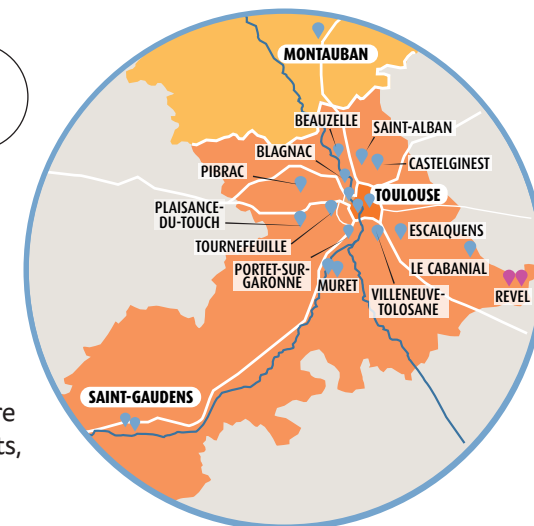 MONTAUBAN
BEAUZELLE
SAINT-ALBAN
BLAGNAC
CASTELGINEST
PIBRAC
TOULOUSE
PLAISANCE-
DU-TOUCH
ESCALQUENS
TOURNEFEUILLE
LE CABANIAL
PORTET-SUR-
GARONNE
MURET
VILLENEUVE-
TOLOSANE
REVEL
SAINT-GAUDENS
re
ts,